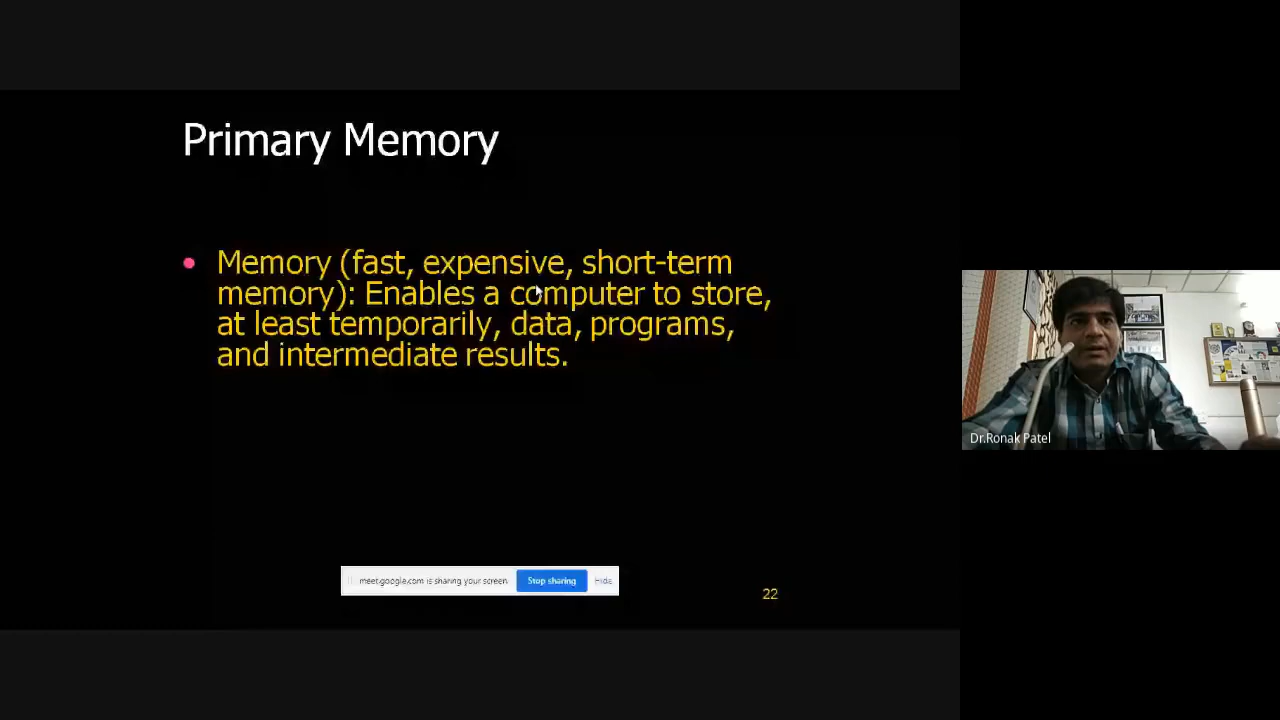 Primary Memory
• Memory (fast, expensive, short-term
memory): Enables a computer to store,
at least temporarily, data, programs,
and intermediate results.
meet.google.com is sharing your screen Stop sharing Hide
22
Dr.Ronak Patel